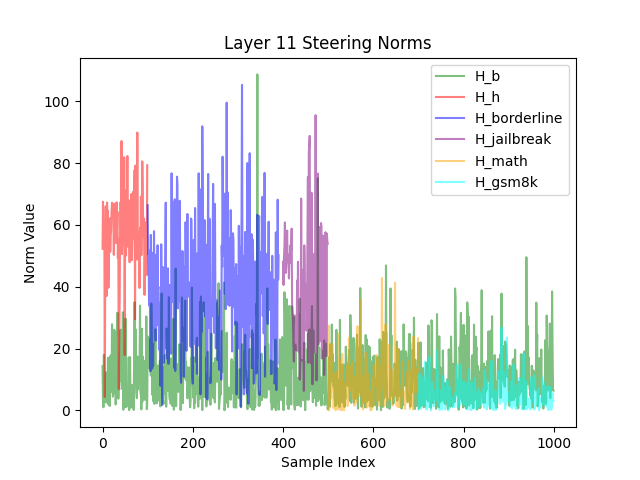 Layer 11 Steering Norms
Norm Value
100
80
60
40
20
0
H_b
H_h
H_borderline
H_jailbreak
H_math
H_gsm8k
0
200
400
600
800
1000
Sample Index